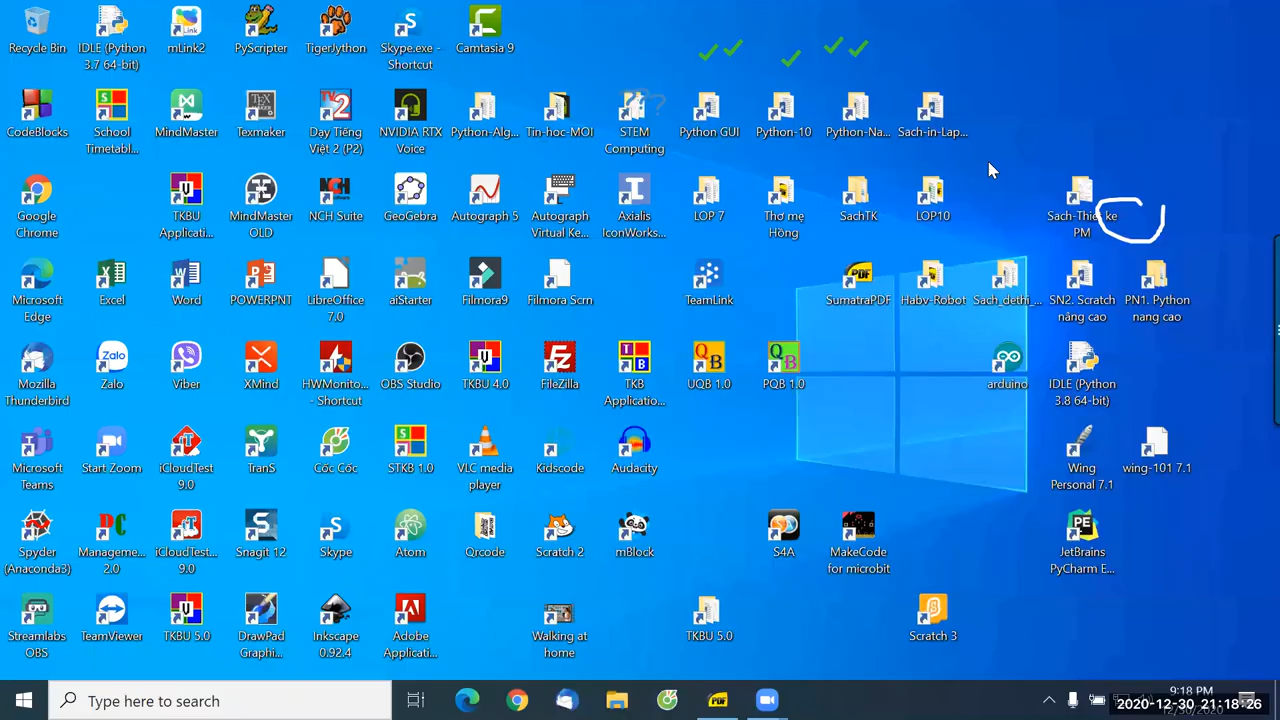 Recycle Bin
IDLE (Python 3.7 64-bit)
mLink2
PyScripter
TigerJython
Skype.exe - Shortcut
Camtasia 9
CodeBlocks
School Timetabl...
MindMaster
Texmaker
Dạy Tiếng Việt 2 (P2)
NVIDIA RTX Voice
Python-Alg...
Tin-hoc-MOI
STEM Computing
Python GUI
Python-10
Python-Na...
Sach-in-Lap...
Google Chrome
TKBU Applicati...
MindMaster OLD
NCH Suite
GeoGebra
Autograph 5
Autograph Virtual Ke...
Axialis IconWorks...
LOP 7
Thơ mẹ Hồng
SachTK
LOP10
Sach-Thiet ke PM
Microsoft Edge
Excel
Word
POWERPNT
LibreOffice 7.0
aiStarter
Filmora9
Filmora Scrn
TeamLink
SumatraPDF
Habv-Robot
Sach_dethi_...
SN2. Scratch nâng cao
PN1. Python nang cao
Mozilla Thunderbird
Zalo
Viber
XMind
HWMonito... - Shortcut
OBS Studio
TKBU 4.0
FileZilla
TKB Applicatio...
UQB 1.0
PQB 1.0
arduino
IDLE (Python 3.8 64-bit)
Microsoft Teams
Start Zoom
iCloudTest 9.0
TranS
Cốc Cốc
STKB 1.0
VLC media player
Kidscode
Audacity
Wing Personal 7.1
wing-101 7.1
Spyder (Anaconda3)
Manageme... 2.0
iCloudTest... 9.0
Snagit 12
Skype
Atom
Qrcode
Scratch 2
mBlock
S4A
MakeCode for microbit
JetBrains PyCharm E...
Streamlabs OBS
TeamViewer
TKBU 5.0
DrawPad Graphi...
Inkscape 0.92.4
Adobe Applicati...
Walking at home
TKBU 5.0
Scratch 3
Type here to search
9:18 PM
2020-12-30 21:18:26